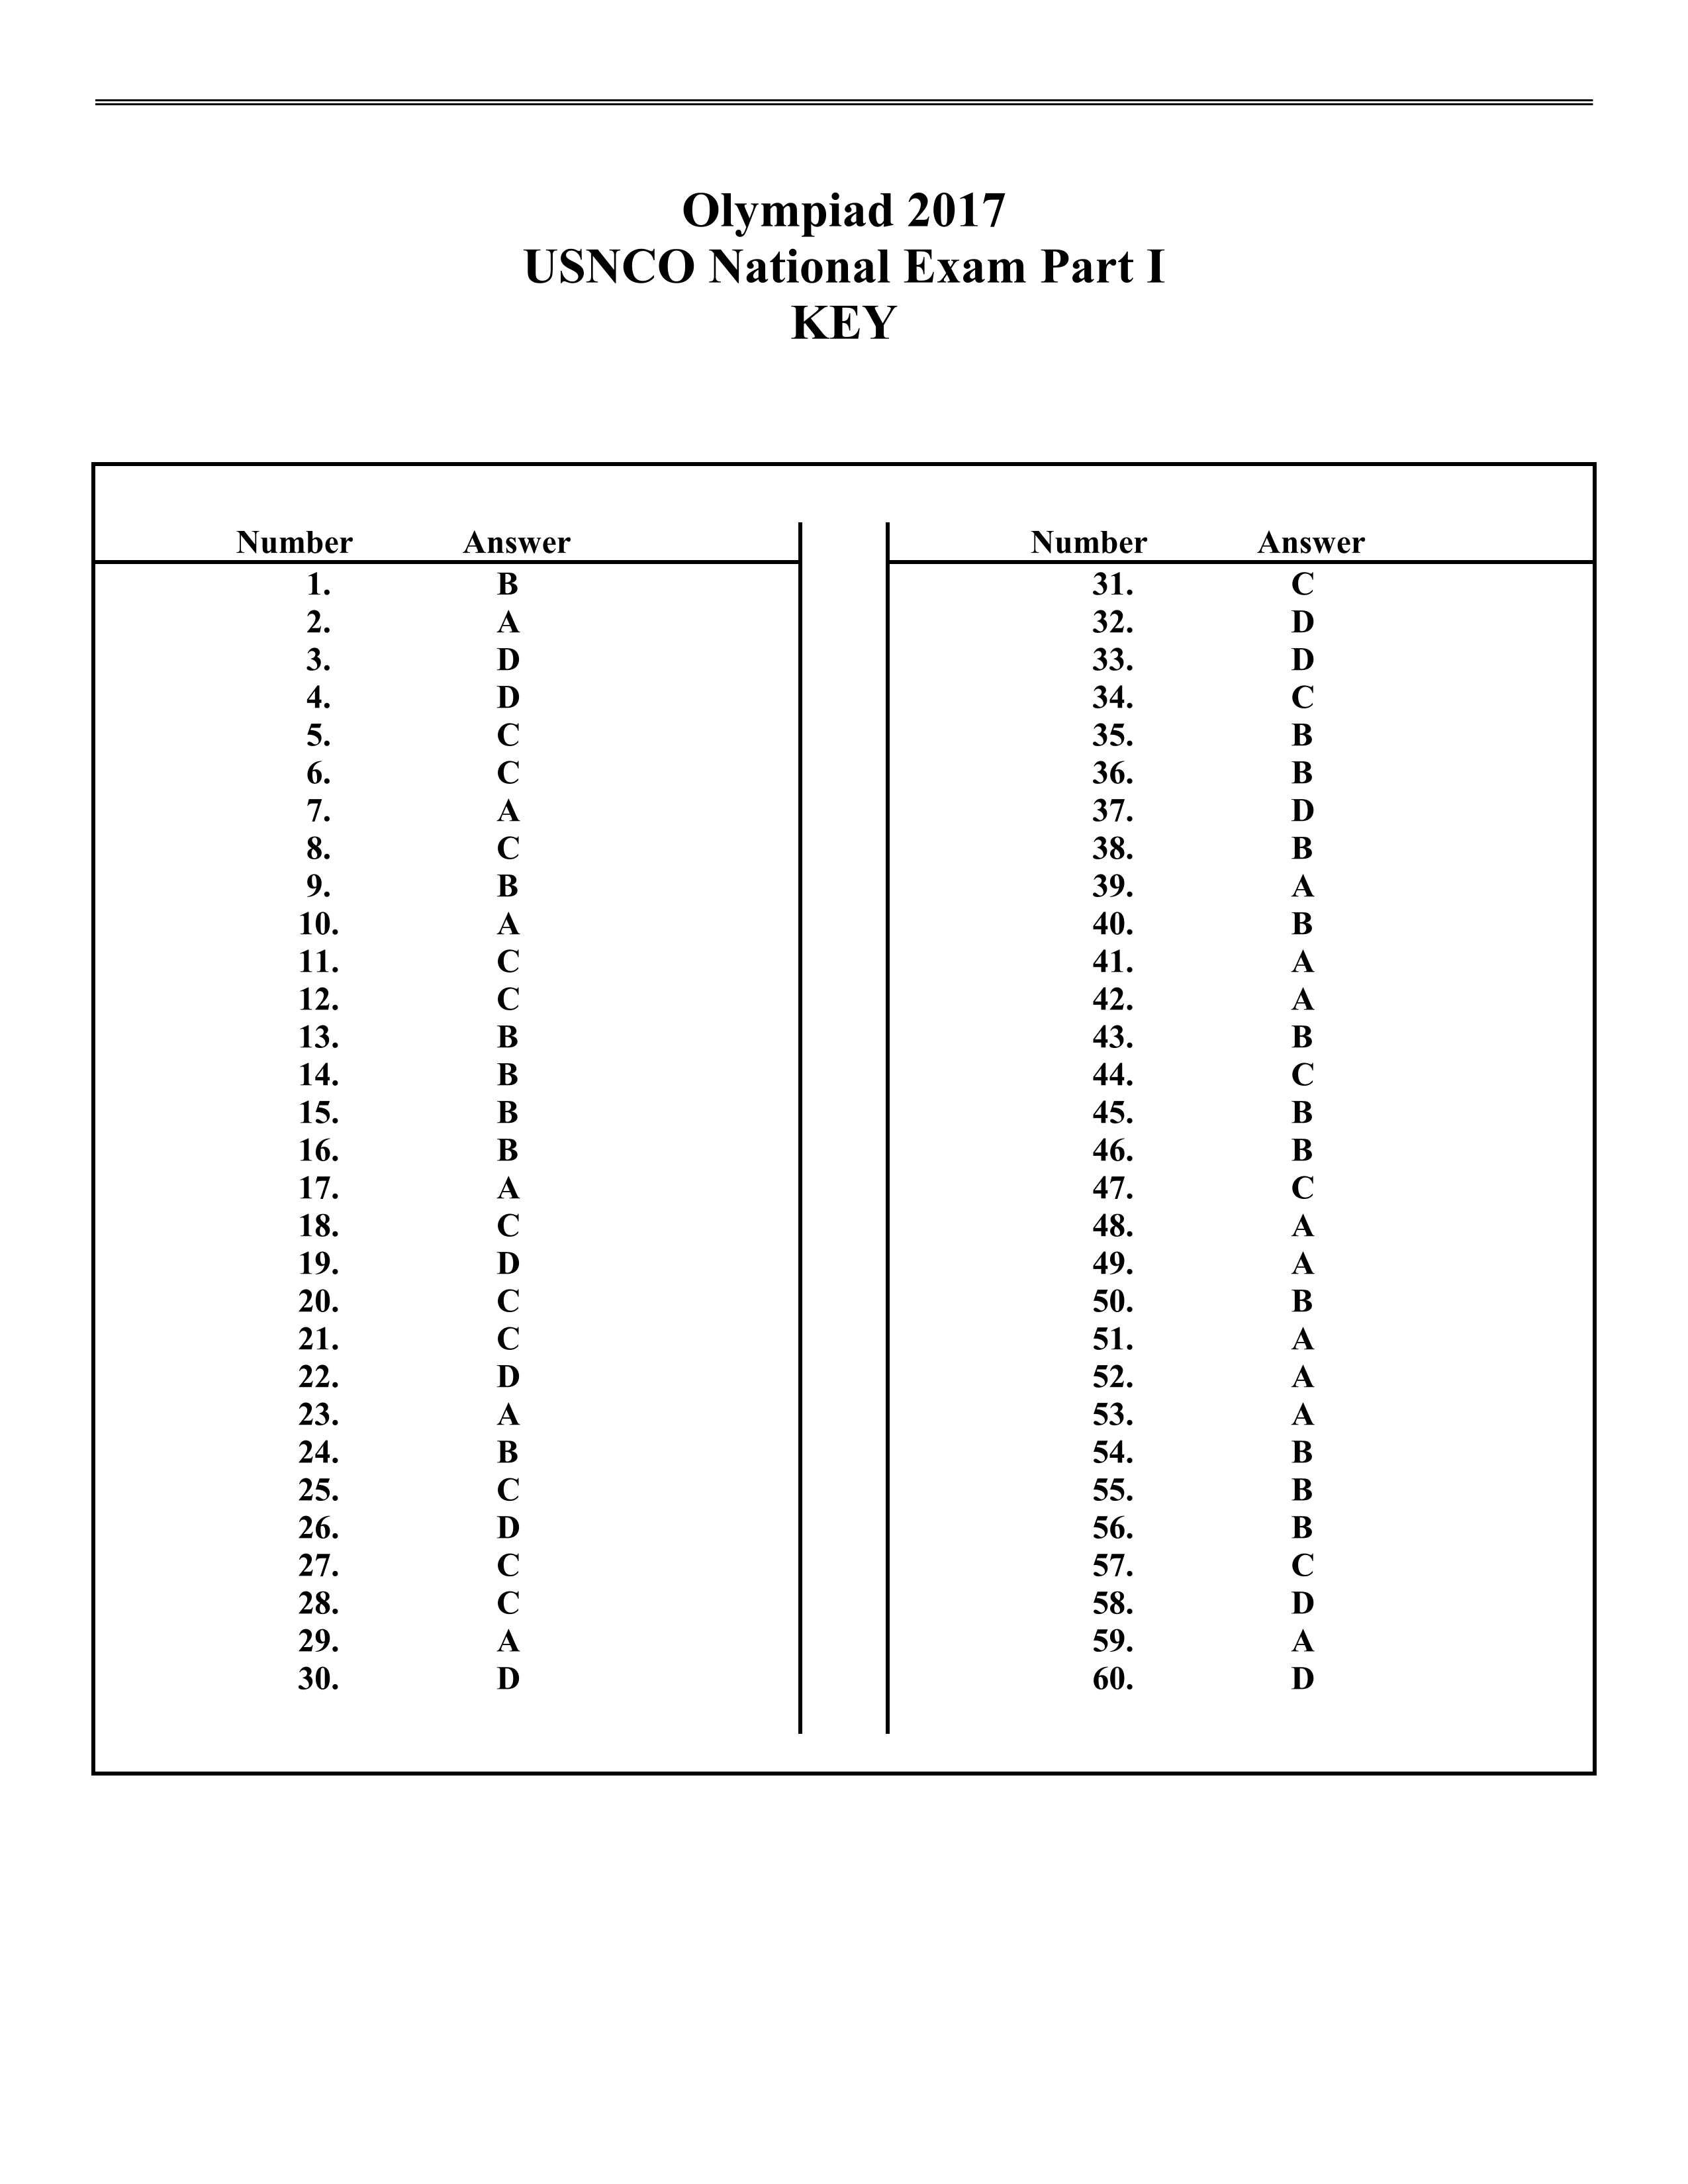 Olympiad 2017
USNCO National Exam Part I
KEY
Number Answer Number Answer
1. B 31. C
2. A 32. D
3. D 33. D
4. D 34. C
5. C 35. B
6. C 36. B
7. A 37. D
8. C 38. B
9. B 39. A
10. A 40. B
11. C 41. A
12. C 42. A
13. B 43. B
14. B 44. C
15. B 45. B
16. B 46. B
17. A 47. C
18. C 48. A
19. D 49. A
20. C 50. B
21. C 51. A
22. D 52. A
23. A 53. A
24. B 54. B
25. C 55. B
26. D 56. B
27. C 57. C
28. C 58. D
29. A 59. A
30. D 60. D